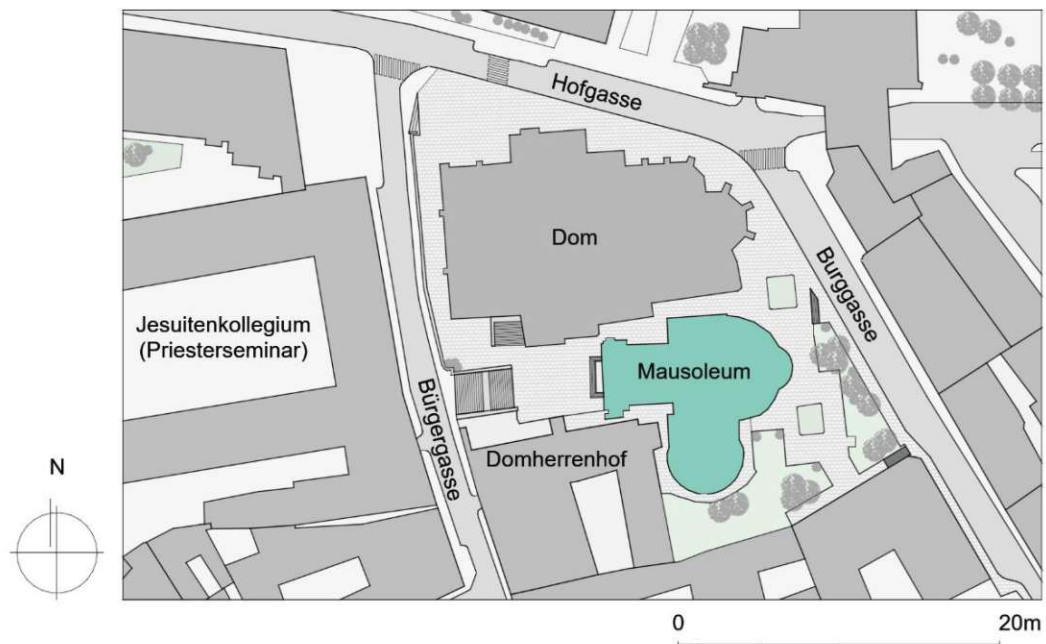 Hofgasse
Dom
Burggasse
Jesuitenkollegium
(Priesterseminar)
Mausoleum
Bürgergasse
Domherrenhof
N
0 20m